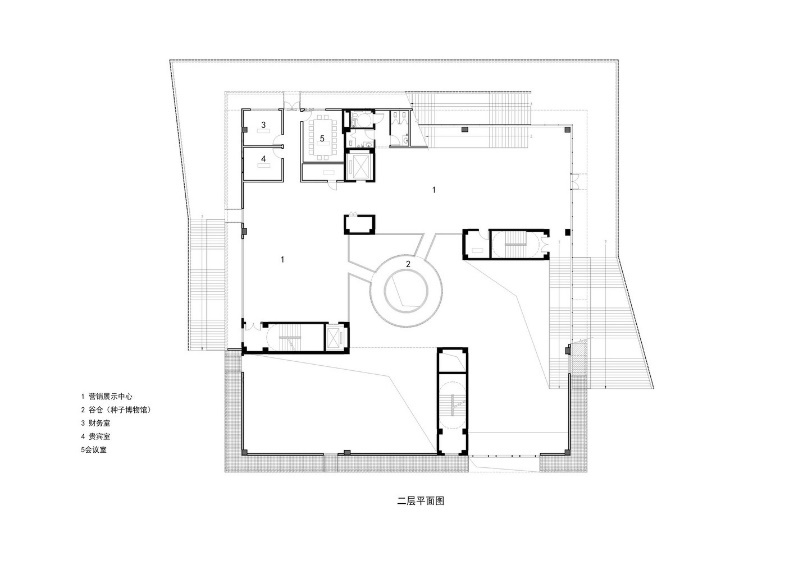 3
5
4
1
2
1
1 营销展示中心
2 谷仓（种子博物馆）
3 财务室
4 贵宾室
5会议室
二层平面图